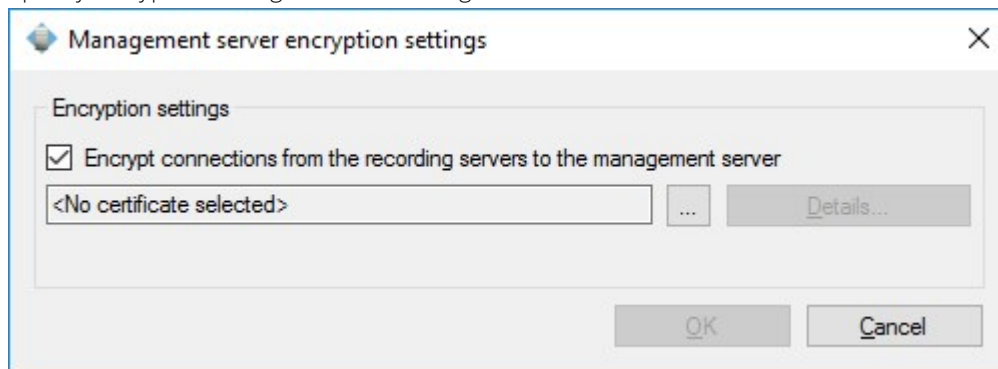 Management server encryption settings
Encryption settings
Encrypt connections from the recording servers to the management server
<No certificate selected>
...
Details...
OK
Cancel